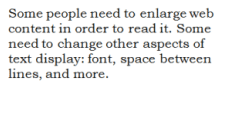 Some people need to enlarge web
content in order to read it. Some
need to change other aspects of
text display: font, space between
lines, and more.